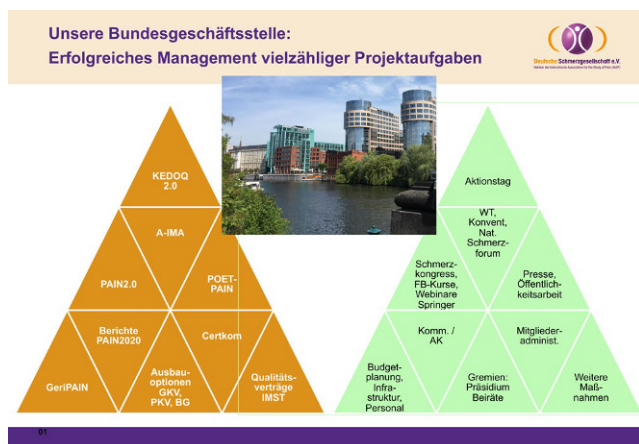 Unsere Bundesgeschäftsstelle:
Erfolgreiches Management vielzähliger Projektaufgaben
Deutsche Schmerzgesellschaft e.V.
KEDOQ
2.0
A-IMA
PAIN2.0
POET-
PAIN
Berichte
PAIN2020
Certkom
GeriPAIN
Ausbau-
optionen
GKV,
PKV, BG
Qualitäts-
verträge
IMST
Aktionstag
WT,
Konvent,
Nat.
Schmerz-
forum
Schmerz-
kongress,
FB-Kurse,
Webinare
Springer
Presse,
Öffentlich-
keitsarbeit
Komm. /
AK
Mitglieder-
administ.
Budget-
planung,
Infra-
struktur,
Personal
Gremien:
Präsidium
Beiräte
Weitere
Maß-
nahmen
01